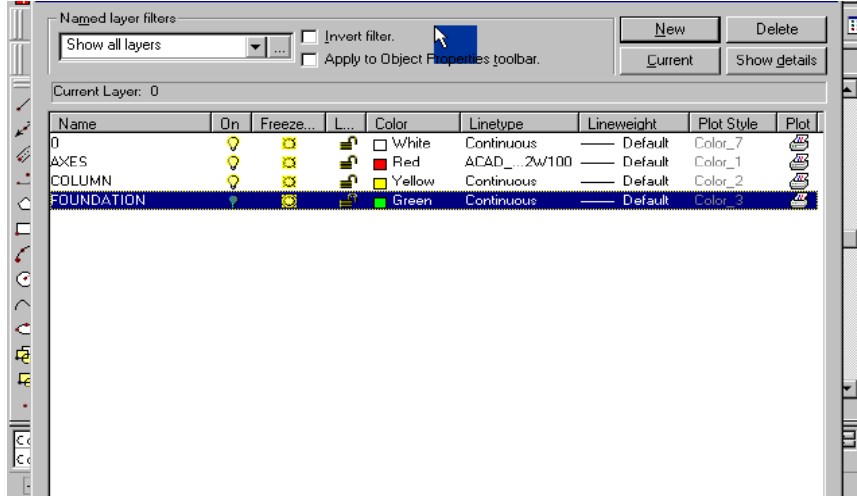 Named layer filters
Show all layers
...
Invert filter.
Apply to Object Properties toolbar.
New
Delete
Current
Show details
Current Layer: 0
Name On Freeze... L... Color Linetype Lineweight Plot Style Plot
0 White Continuous Default Color_7
AXES Red ACAD_...2W100 Default Color_1
COLUMN Yellow Continuous Default Color_2
FOUNDATION Green Continuous Default Color_3